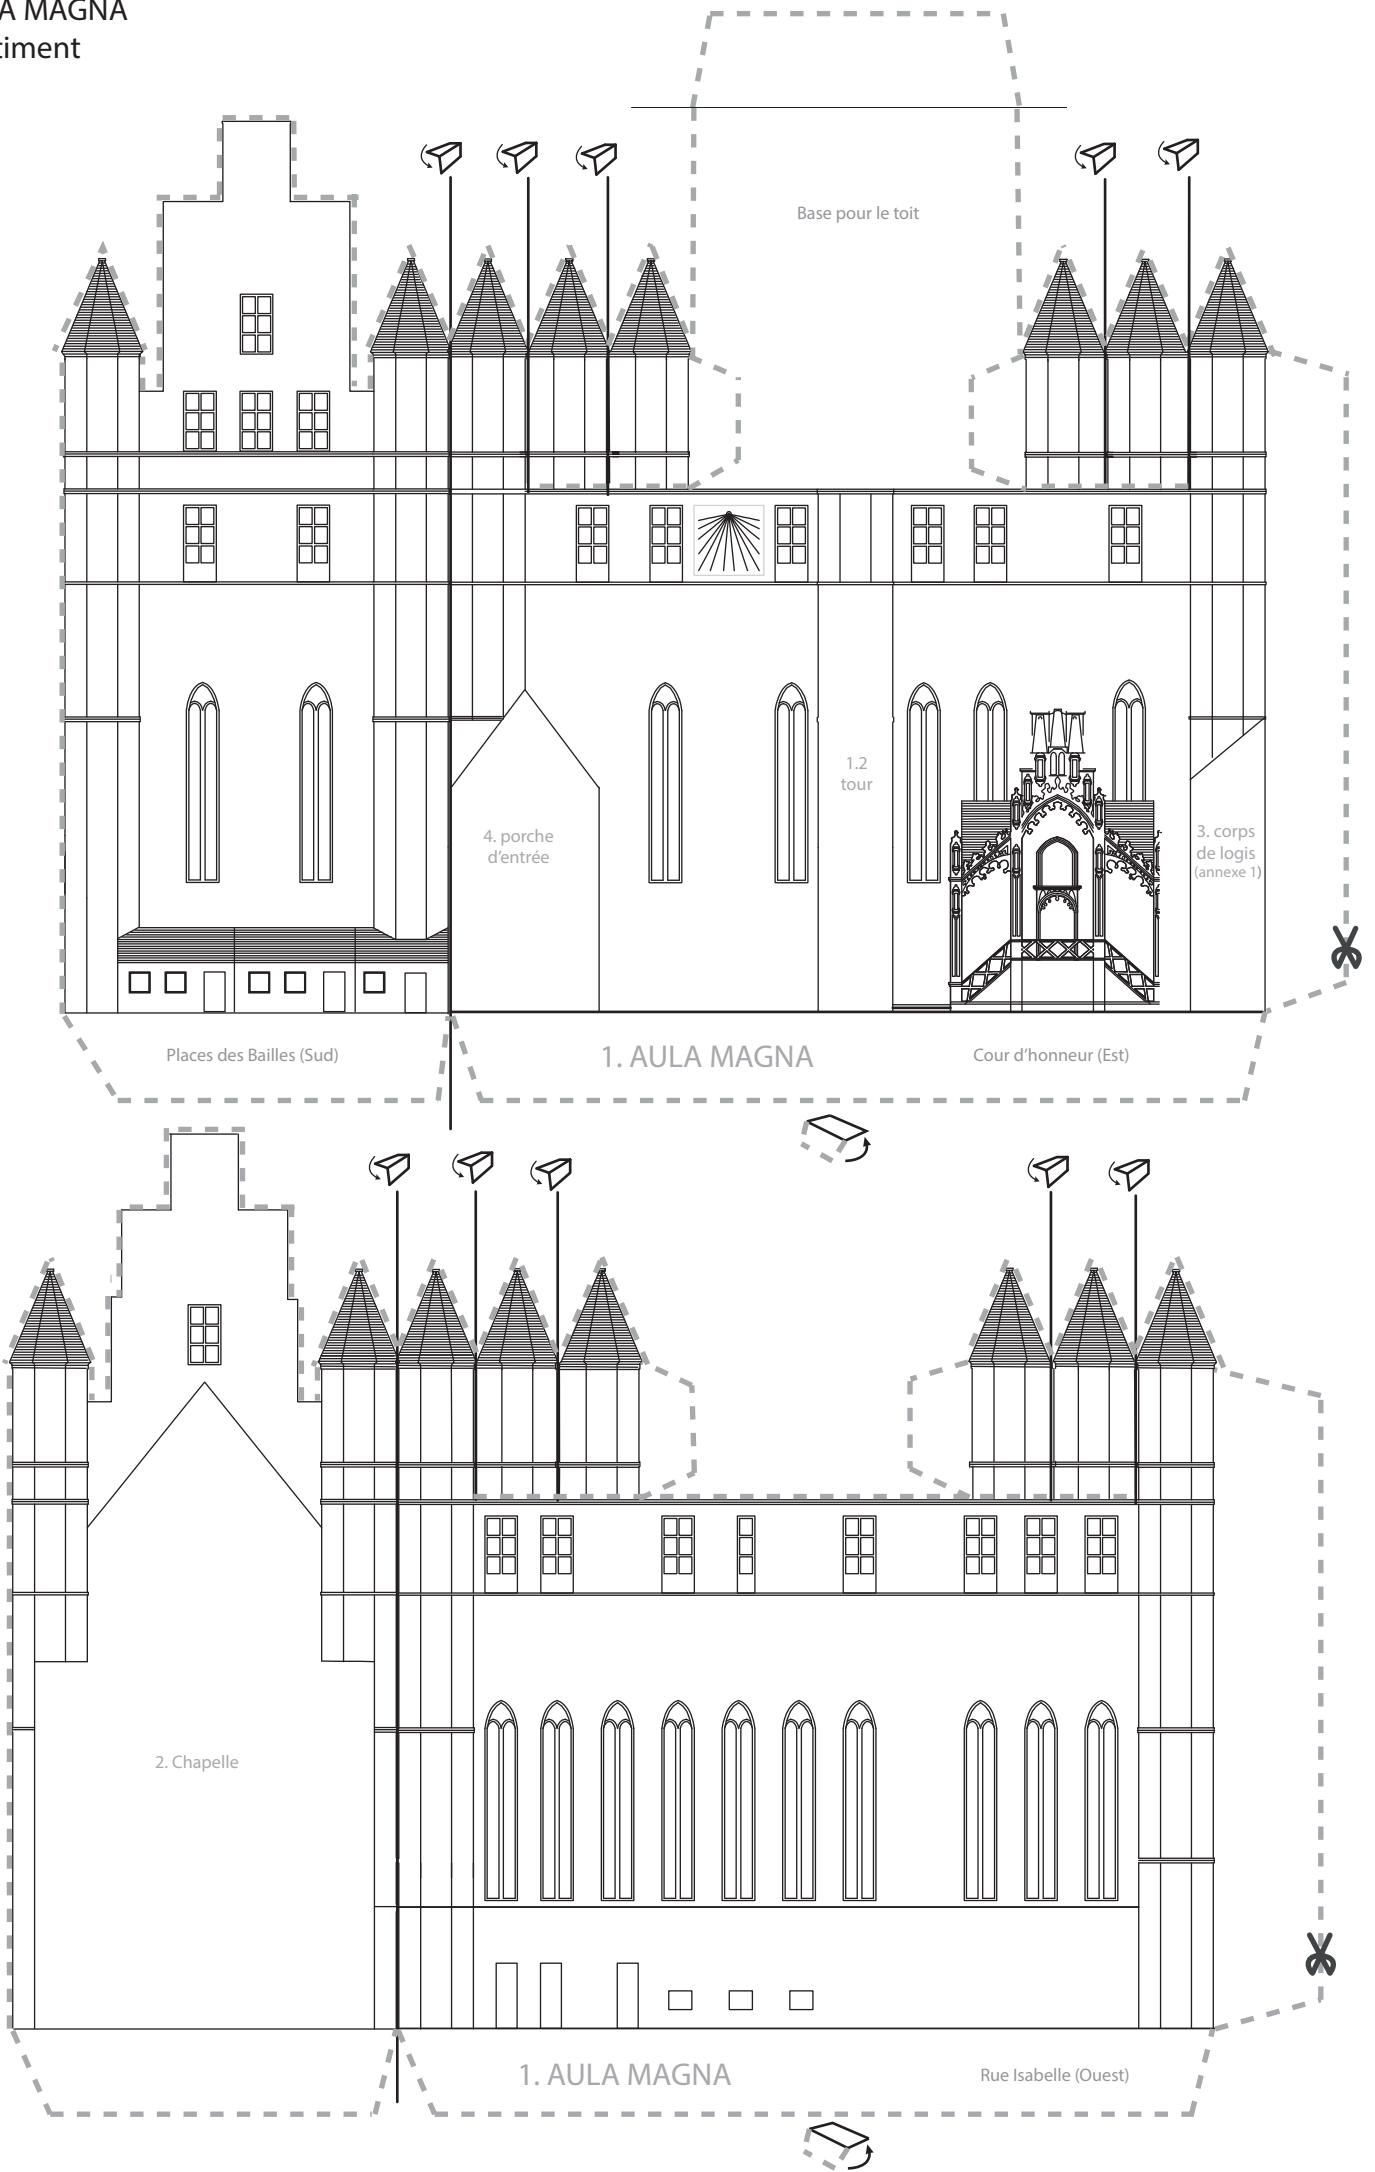 A MAGNA
timent
Base pour le toit
1.2
tour
4. porche
d'entrée
3. corps
de logis
(annexe 1)
Places des Bailles (Sud)
1. AULA MAGNA
Cour d'honneur (Est)
2. Chapelle
1. AULA MAGNA
Rue Isabelle (Ouest)